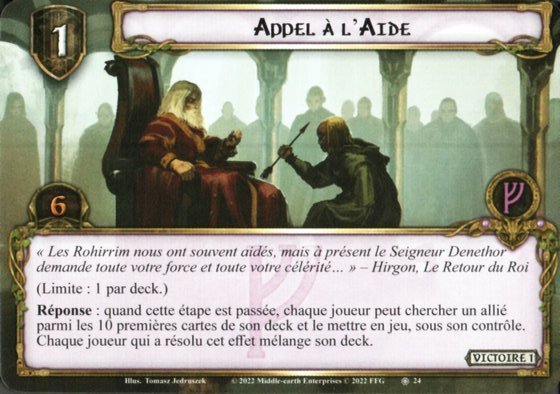 1
Appel à l'Aide
6
« Les Rohirrim nous ont souvent aidés, mais à présent le Seigneur Denethor
demande toute votre force et toute votre célérité… » – Hirgon, Le Retour du Roi
(Limite : 1 par deck.)
Réponse : quand cette étape est passée, chaque joueur peut chercher un allié
parmi les 10 premières cartes de son deck et le mettre en jeu, sous son contrôle.
Chaque joueur qui a résolu cet effet mélange son deck.
VICTOIRE 1
Illus. Tomasz Jedruszek © 2022 Middle-earth Enterprises © 2022 FFG 24